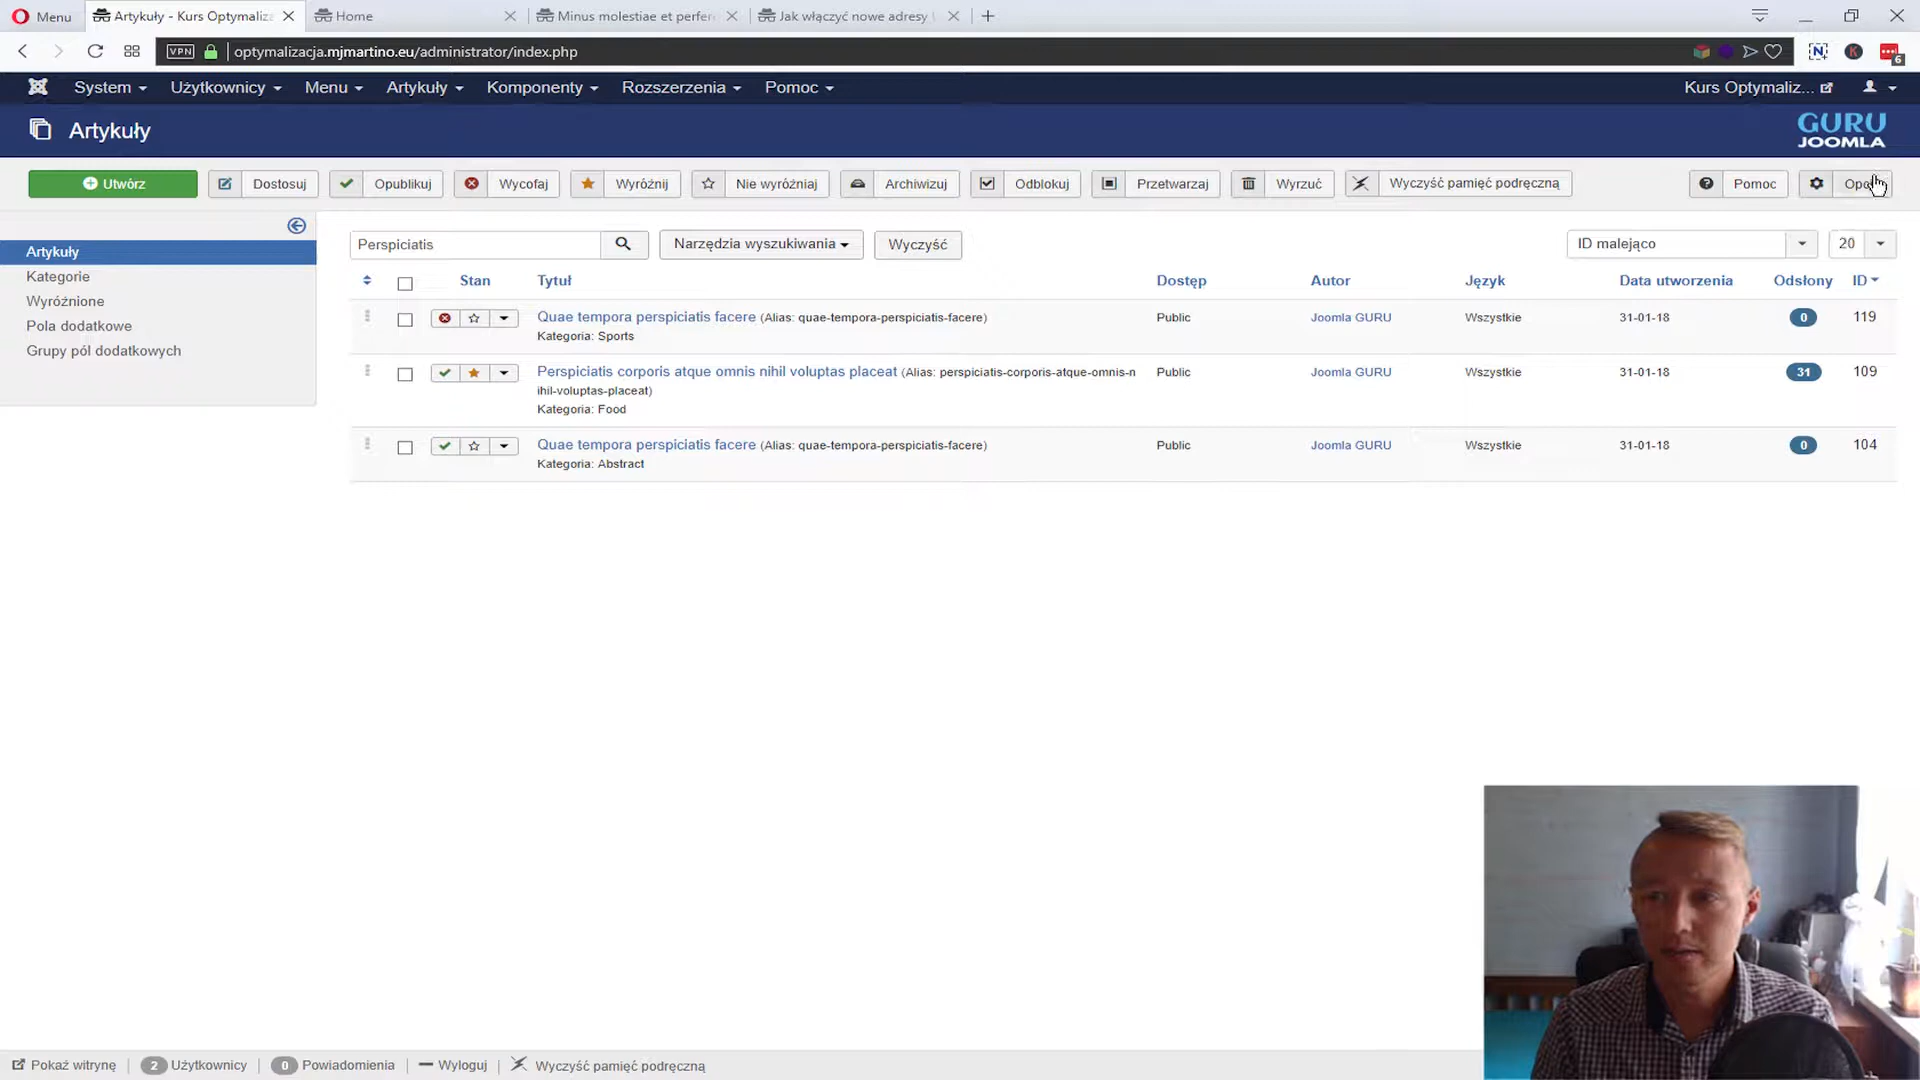 Menu
Artykuły - Kurs Optymaliza
Home
Minus molestiae et perfer
Jak włączyć nowe adresy
VPN
optymalizacja.mjmartino.eu/administrator/index.php
N
K
6
System
Użytkownicy
Menu
Artykuły
Komponenty
Rozszerzenia
Pomoc
Kurs Optymaliz...
Artykuły
GURU
JOOMLA
Utwórz
Dostosuj
Opublikuj
Wycofaj
Wyróżnij
Nie wyróżniaj
Archiwizuj
Odblokuj
Przetwarzaj
Wyrzuć
Wyczyść pamięć podręczną
Pomoc
Artykuły
Kategorie
Wyróżnione
Pola dodatkowe
Grupy pól dodatkowych
Perspiciatis
Narzędzia wyszukiwania
Wyczyść
ID malejąco
20
Stan
Tytuł
Dostęp
Autor
Język
Data utworzenia
Odsłony
ID
Quae tempora perspiciatis facere (Alias: quae-tempora-perspiciatis-facere)
Kategoria: Sports
Public
Joomla GURU
Wszystkie
31-01-18
0
119
Perspiciatis corporis atque omnis nihil voluptas placeat (Alias: perspiciatis-corporis-atque-omnis-n
ihil-voluptas-placeat)
Kategoria: Food
Public
Joomla GURU
Wszystkie
31-01-18
31
109
Quae tempora perspiciatis facere (Alias: quae-tempora-perspiciatis-facere)
Kategoria: Abstract
Public
Joomla GURU
Wszystkie
31-01-18
0
104
Pokaż witrynę
2 Użytkownicy
0 Powiadomienia
Wyloguj
Wyczyść pamięć podręczną